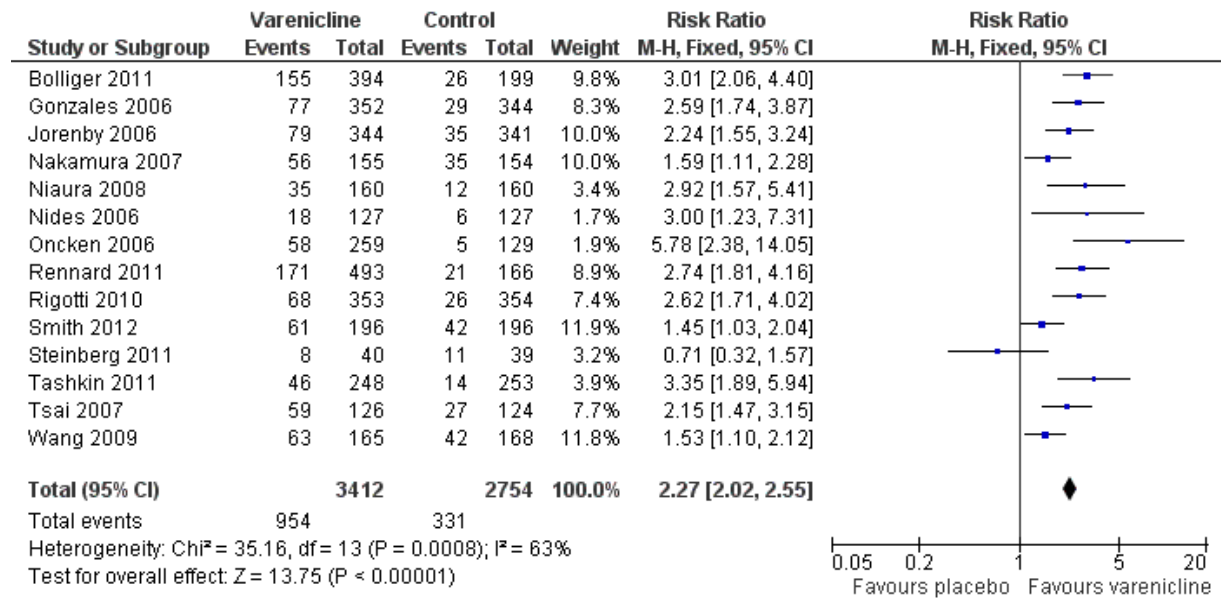 Varenicline Control Risk Ratio Risk Ratio
Study or Subgroup Events Total Events Total Weight M-H, Fixed, 95% CI M-H, Fixed, 95% CI
Bolliger 2011 155 394 26 199 9.8% 3.01 [2.06, 4.40]
Gonzales 2006 77 352 29 344 8.3% 2.59 [1.74, 3.87]
Jorenby 2006 79 344 35 341 10.0% 2.24 [1.55, 3.24]
Nakamura 2007 56 155 35 154 10.0% 1.59 [1.11, 2.28]
Niaura 2008 35 160 12 160 3.4% 2.92 [1.57, 5.41]
Nides 2006 18 127 6 127 1.7% 3.00 [1.23, 7.31]
Oncken 2006 58 259 5 129 1.9% 5.78 [2.38, 14.05]
Rennard 2011 171 493 21 166 8.9% 2.74 [1.81, 4.16]
Rigotti 2010 68 353 26 354 7.4% 2.62 [1.71, 4.02]
Smith 2012 61 196 42 196 11.9% 1.45 [1.03, 2.04]
Steinberg 2011 8 40 11 39 3.2% 0.71 [0.32, 1.57]
Tashkin 2011 46 248 14 253 3.9% 3.35 [1.89, 5.94]
Tsai 2007 59 126 27 124 7.7% 2.15 [1.47, 3.15]
Wang 2009 63 165 42 168 11.8% 1.53 [1.10, 2.12]
Total (95% CI) 3412 2754 100.0% 2.27 [2.02, 2.55]
Total events 954 331
Heterogeneity: Chi² = 35.16, df = 13 (P = 0.0008); I² = 63%
Test for overall effect: Z = 13.75 (P < 0.00001)
0.05 0.2 1 5 20
Favours placebo Favours varenicline